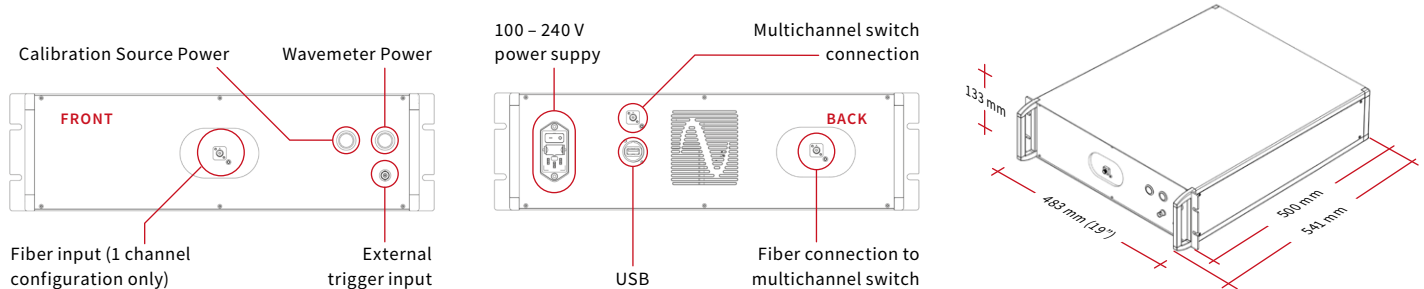 Calibration Source Power
Wavemeter Power
FRONT
Fiber input (1 channel
configuration only)
External
trigger input
100 – 240 V
power suppy
Multichannel switch
connection
BACK
USB
Fiber connection to
multichannel switch
133 mm
483 mm (19”)
500 mm
541 mm